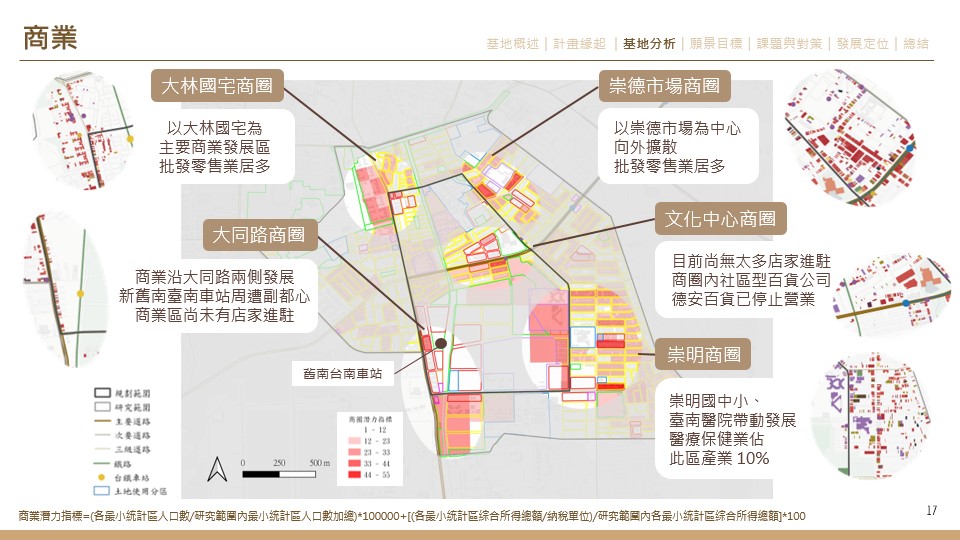 商業
基地概述｜計畫緣起｜基地分析｜願景目標｜課題與對策｜發展定位｜總結
大林國宅商圈
以大林國宅為
主要商業發展區
批發零售業居多
崇德市場商圈
以崇德市場為中心
向外擴散
批發零售業居多
大同路商圈
商業沿大同路兩側發展
新舊南臺南車站周遭副都心
商業區尚未有店家進駐
文化中心商圈
目前尚無太多店家進駐
商圈內社區型百貨公司
德安百貨已停止營業
舊南台南車站
崇明商圈
崇明國中小、
臺南醫院帶動發展
醫療保健業佔
此區產業 10%
規劃範圍
研究範圍
主要道路
次要道路
三級道路
鐵路
台鐵車站
土地使用分區
0 250 500 m
商圈潛力指標
1 - 12
12 - 23
23 - 33
33 - 44
44 - 55
商業潛力指標=(各最小統計區人口數/研究範圍內最小統計區人口數加總)*100000+[(各最小統計區綜合所得總額/納稅單位)/研究範圍內各最小統計區綜合所得總額]*100
17